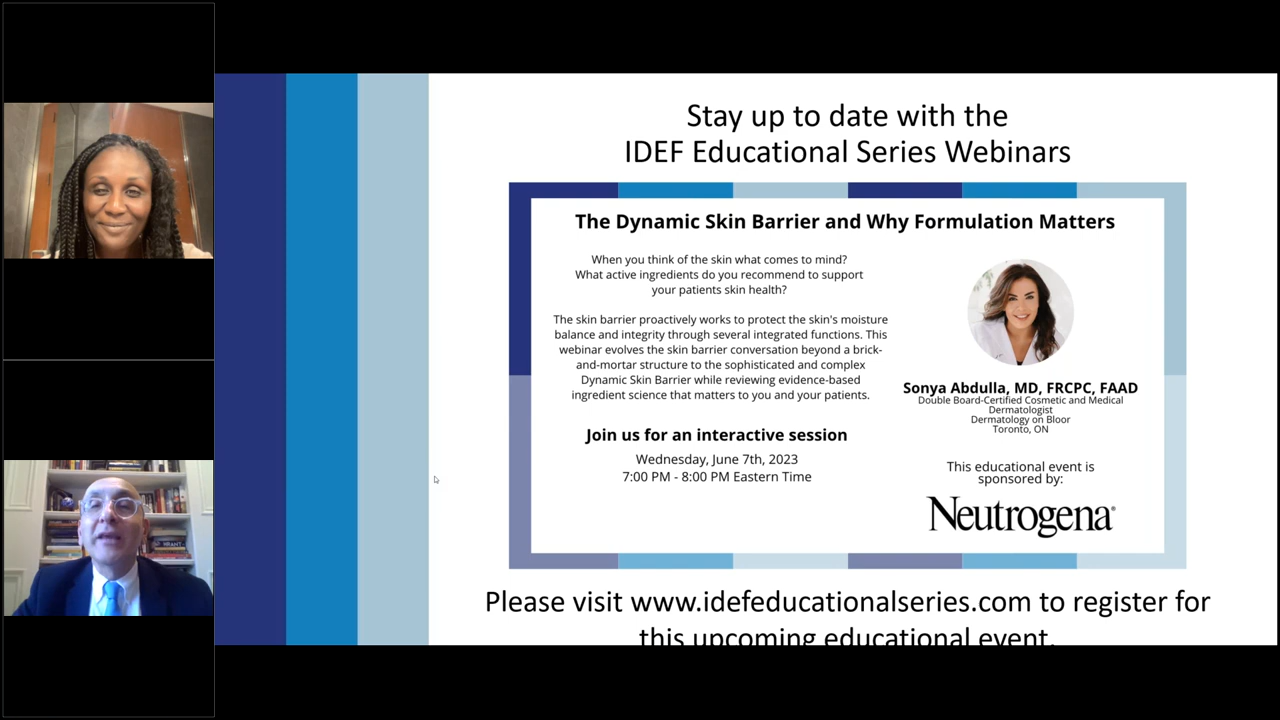 Stay up to date with the
IDEF Educational Series Webinars
The Dynamic Skin Barrier and Why Formulation Matters
When you think of the skin what comes to mind?
What active ingredients do you recommend to support
your patients skin health?
The skin barrier proactively works to protect the skin's moisture
balance and integrity through several integrated functions. This
webinar evolves the skin barrier conversation beyond a brick-
and-mortar structure to the sophisticated and complex
Dynamic Skin Barrier while reviewing evidence-based
ingredient science that matters to you and your patients.
Join us for an interactive session
Wednesday, June 7th, 2023
7:00 PM - 8:00 PM Eastern Time
Sonya Abdulla, MD, FRCPC, FAAD
Double Board-Certified Cosmetic and Medical
Dermatologist
Dermatology on Bloor
Toronto, ON
This educational event is
sponsored by:
Neutrogena®
Please visit www.idefeducationalseries.com to register for
this upcoming educational event.
GRANT